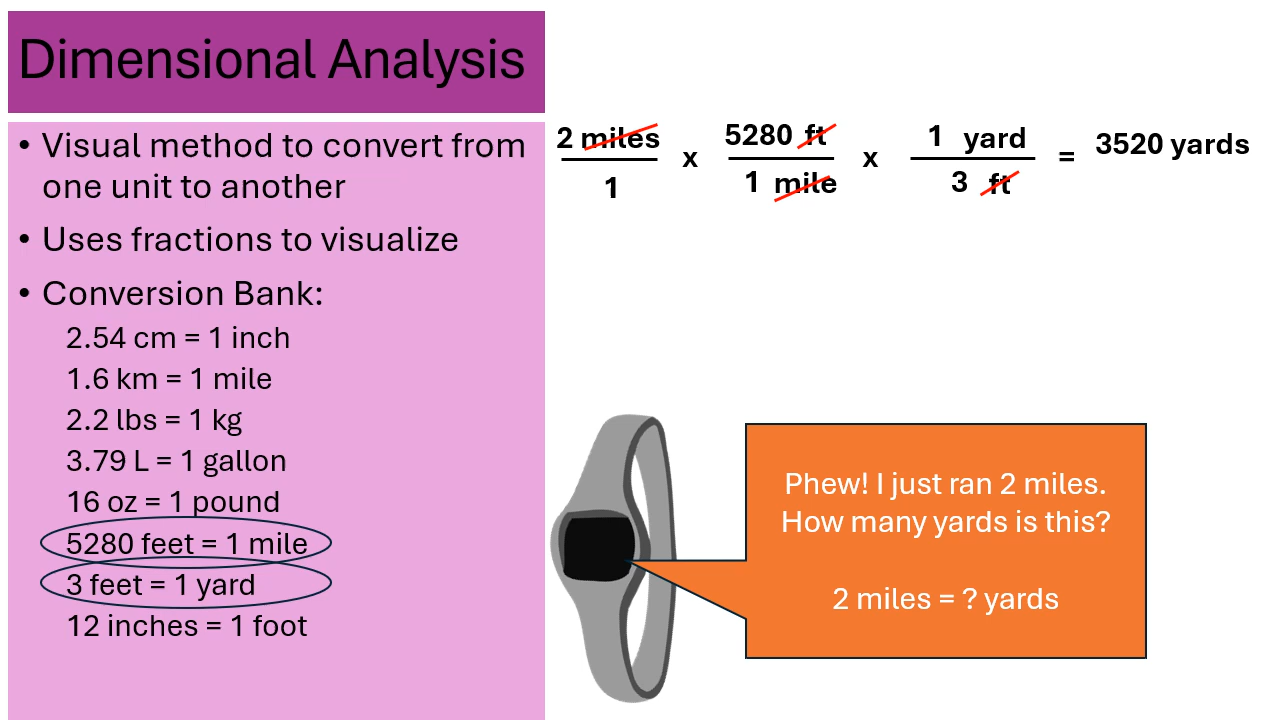 Dimensional Analysis
• Visual method to convert from
one unit to another
• Uses fractions to visualize
• Conversion Bank:
2.54 cm = 1 inch
1.6 km = 1 mile
2.2 lbs = 1 kg
3.79 L = 1 gallon
16 oz = 1 pound
5280 feet = 1 mile
3 feet = 1 yard
12 inches = 1 foot
2 miles x 5280 ft x 1 yard = 3520 yards
1 1 mile 3 ft
Phew! I just ran 2 miles.
How many yards is this?
2 miles = ? yards